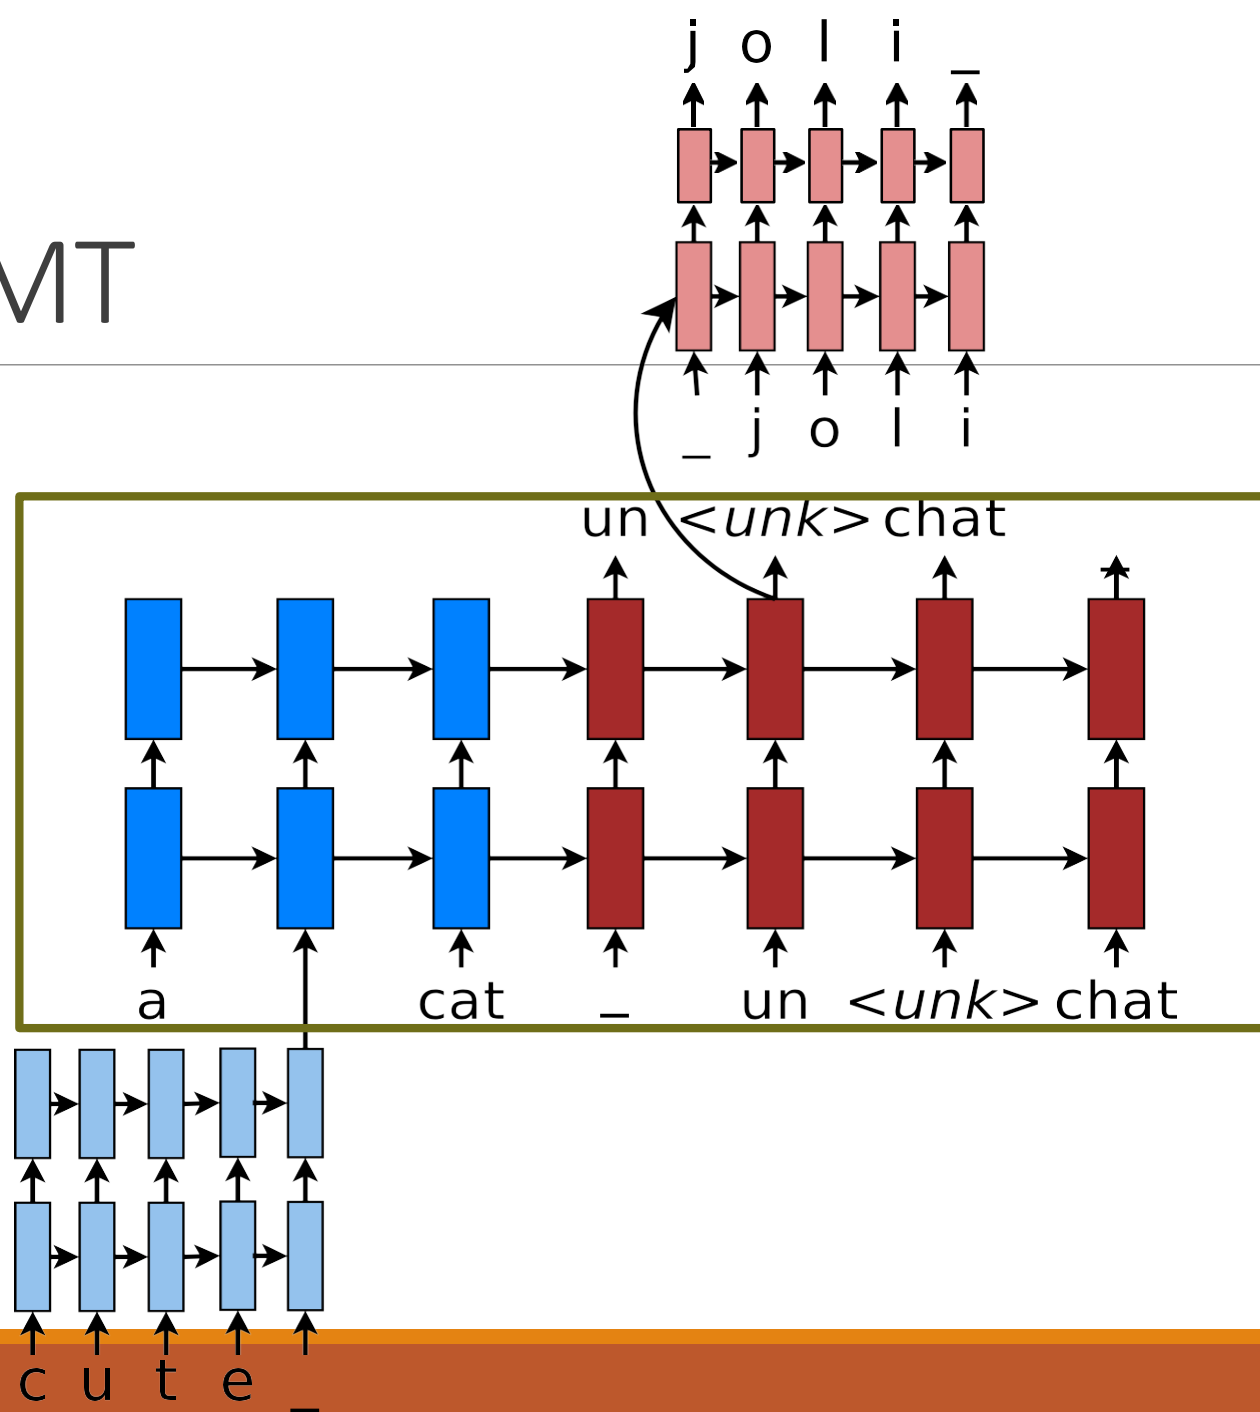 j o l i _
MT
_ j o l i
un <unk> chat _
a cat _ un <unk> chat
c u t e _